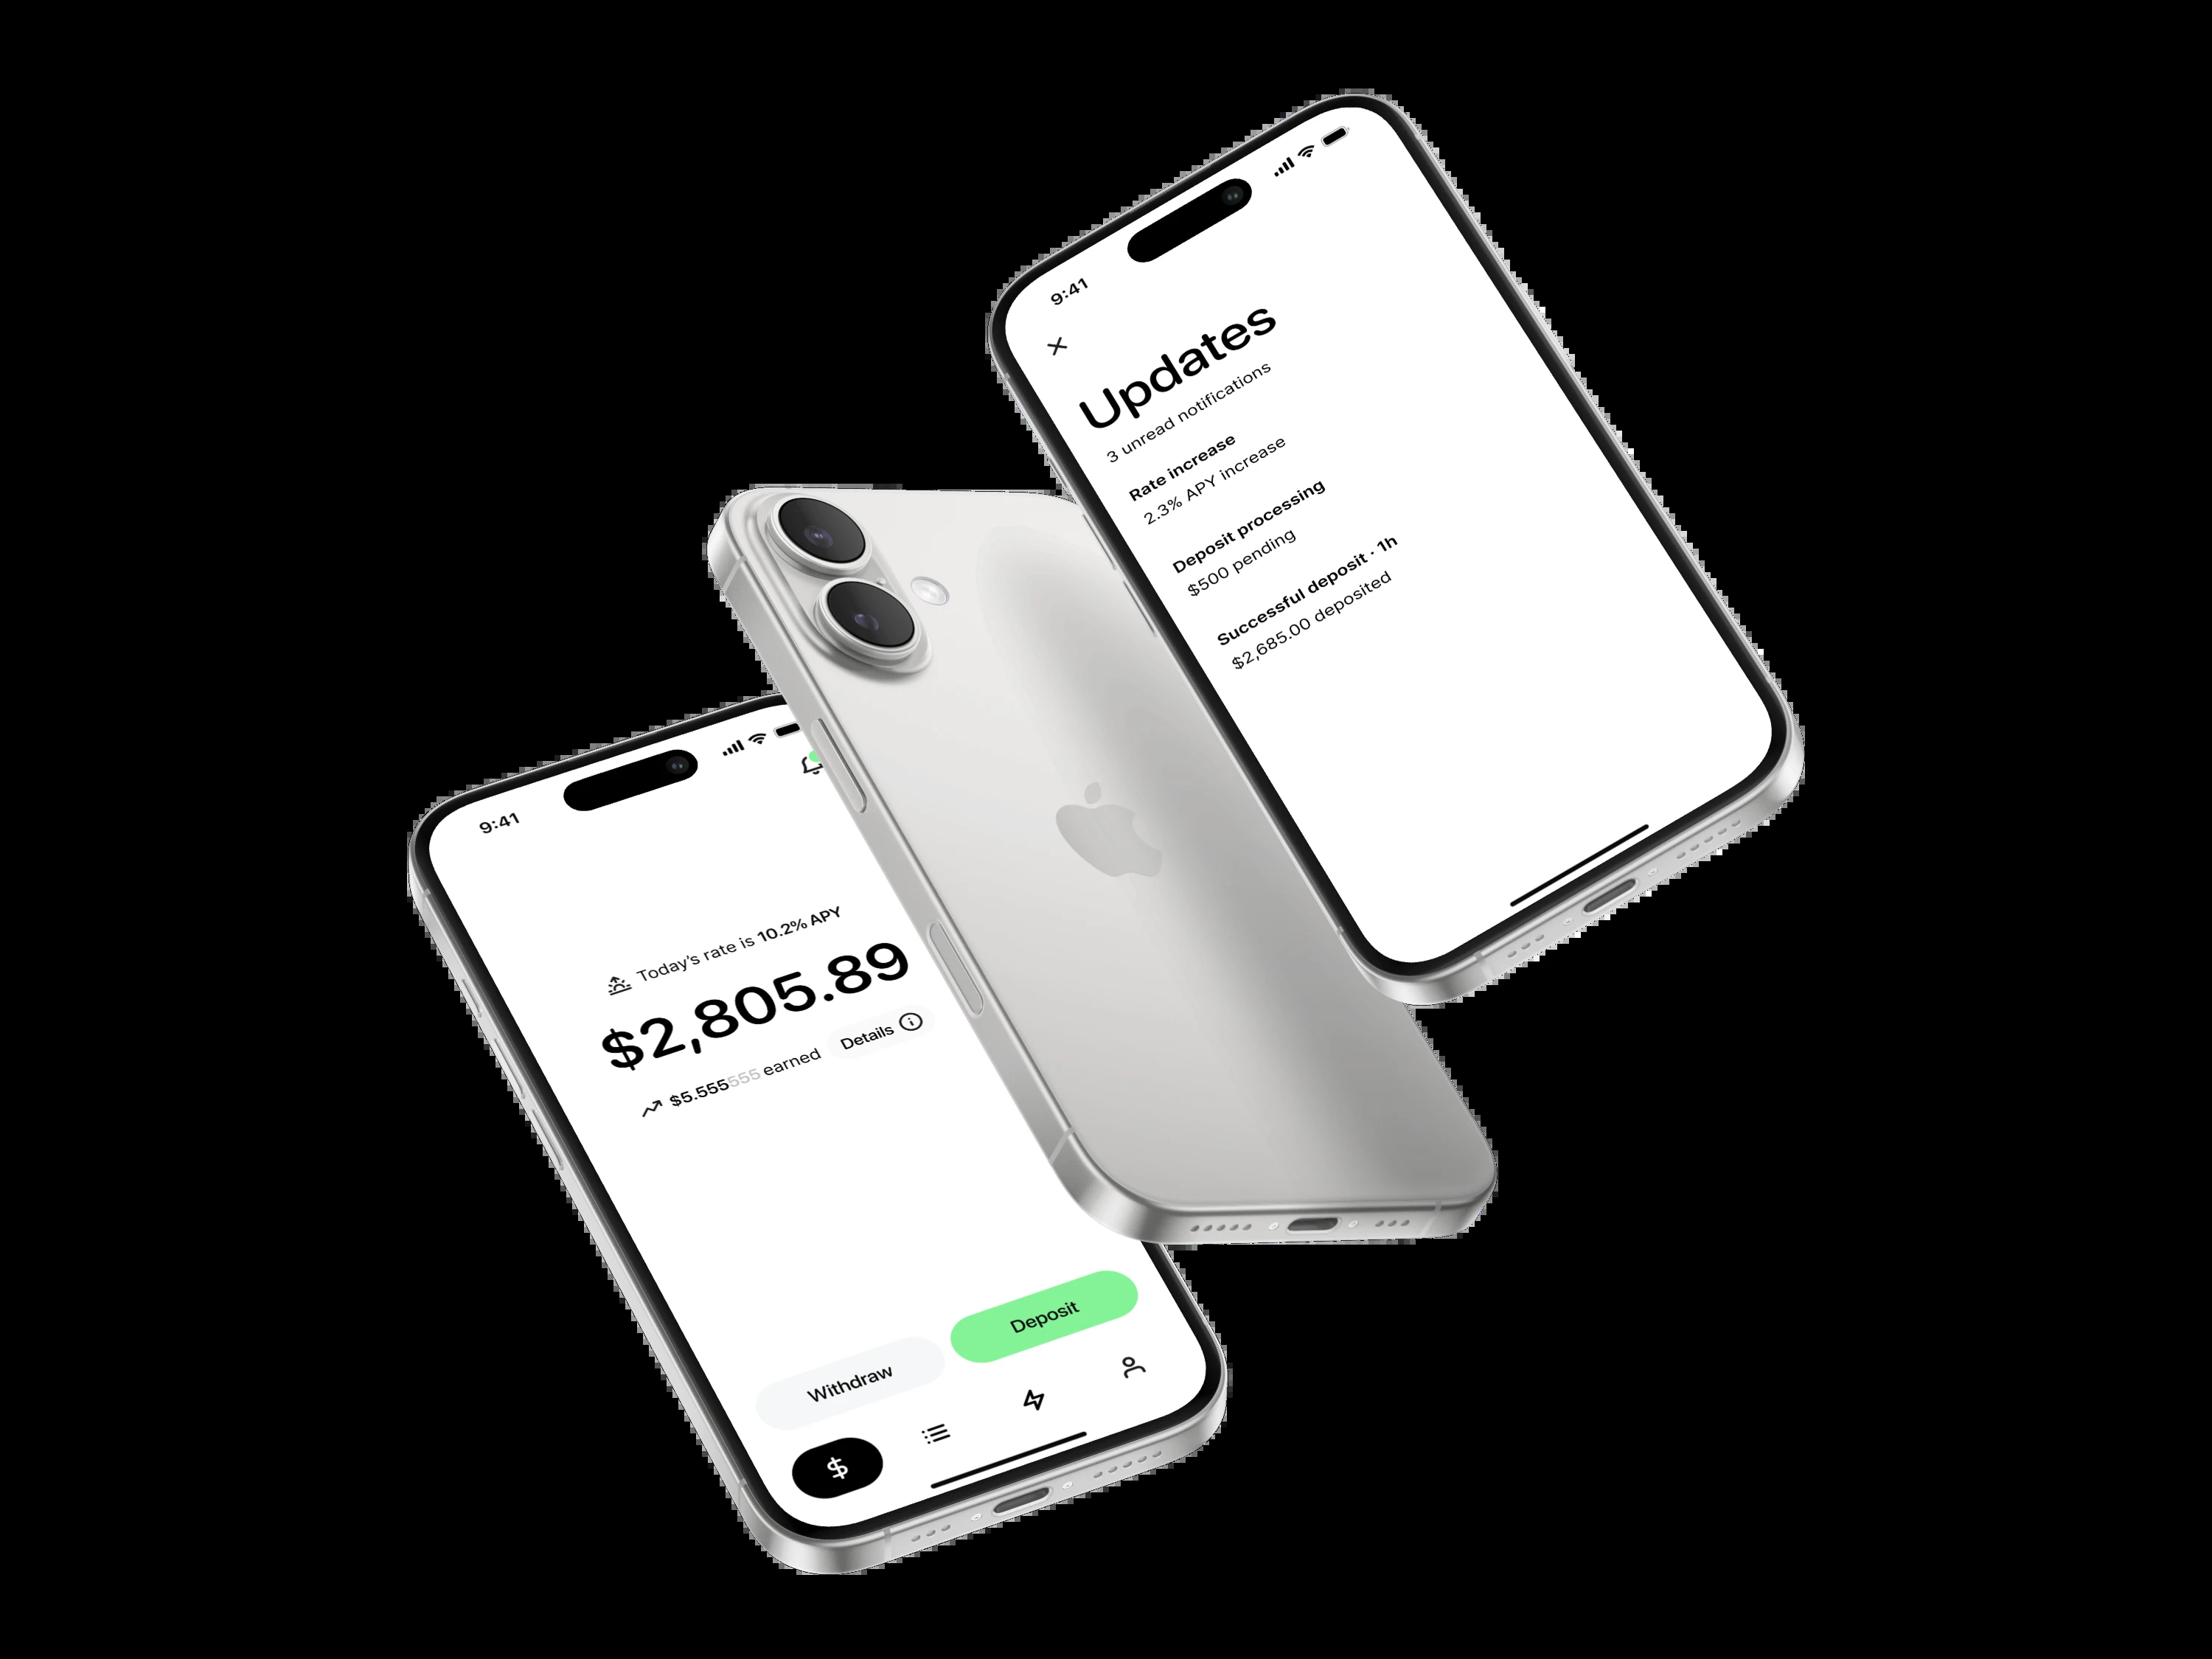 9:41
Updates
3 unread notifications
Rate increase
2.3% APY increase
Deposit processing
$500 pending
Successful deposit · 1h
$2,685.00 deposited
9:41
Today's rate is 10.2% APY
$2,805.89
$5.555555 earned
Details
Withdraw
Deposit
$